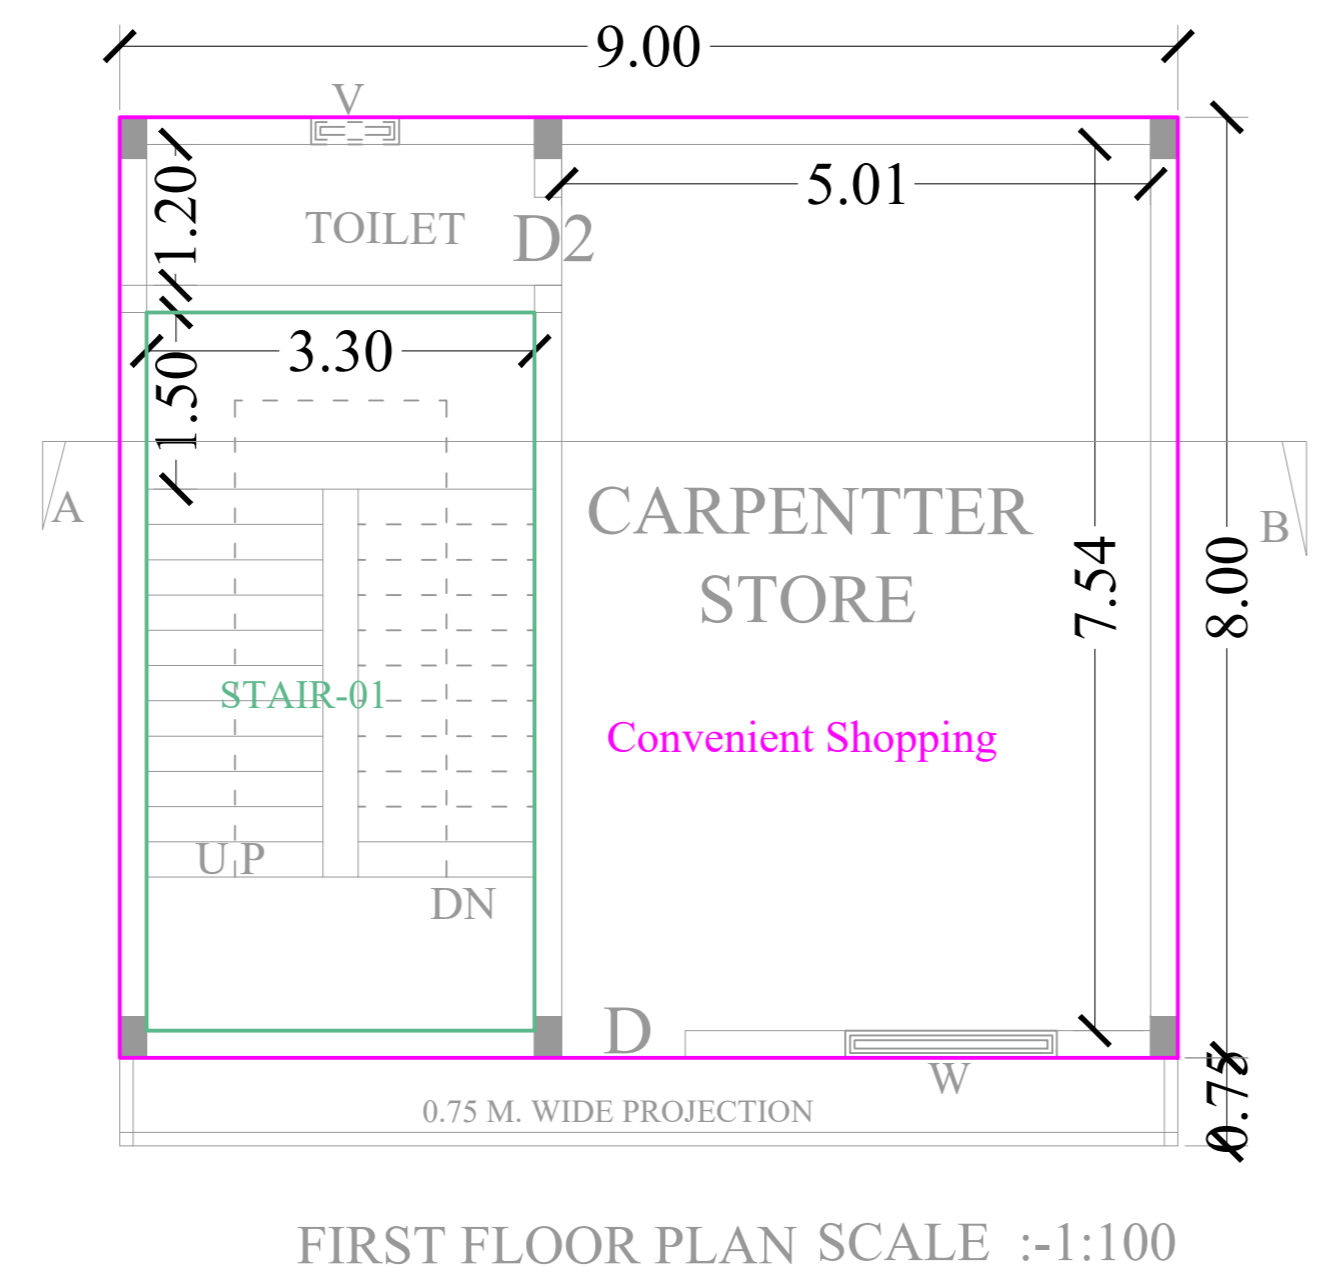 9.00
V
1.20
5.01
TOILET
D2
3.30
1.50
A
CARPENTTER
STORE
B
7.54
8.00
STAIR-01
Convenient Shopping
UP
DN
D
W
0.75
0.75 M. WIDE PROJECTION
FIRST FLOOR PLAN SCALE :-1:100